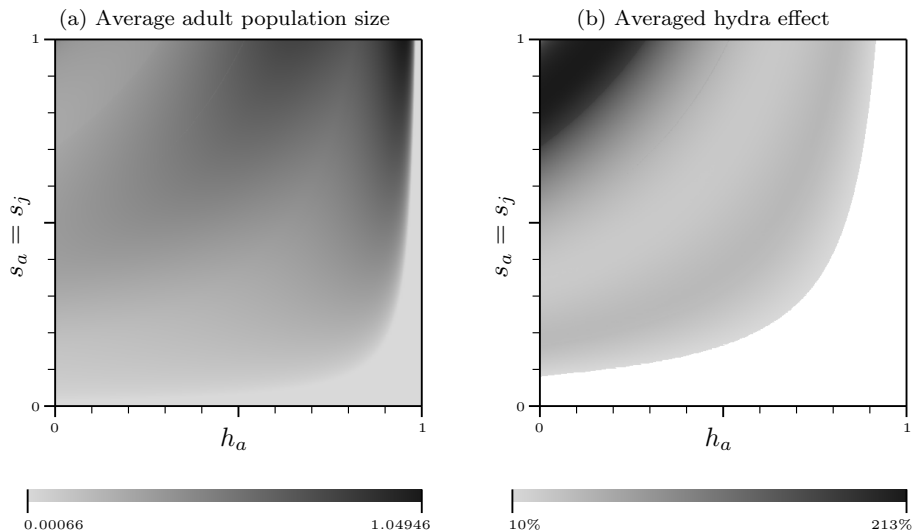 (a) Average adult population size
(b) Averaged hydra effect
1
s_a = s_j
0
0
h_a
1
1
s_a = s_j
0
0
h_a
1
0.00066
1.04946
10%
213%